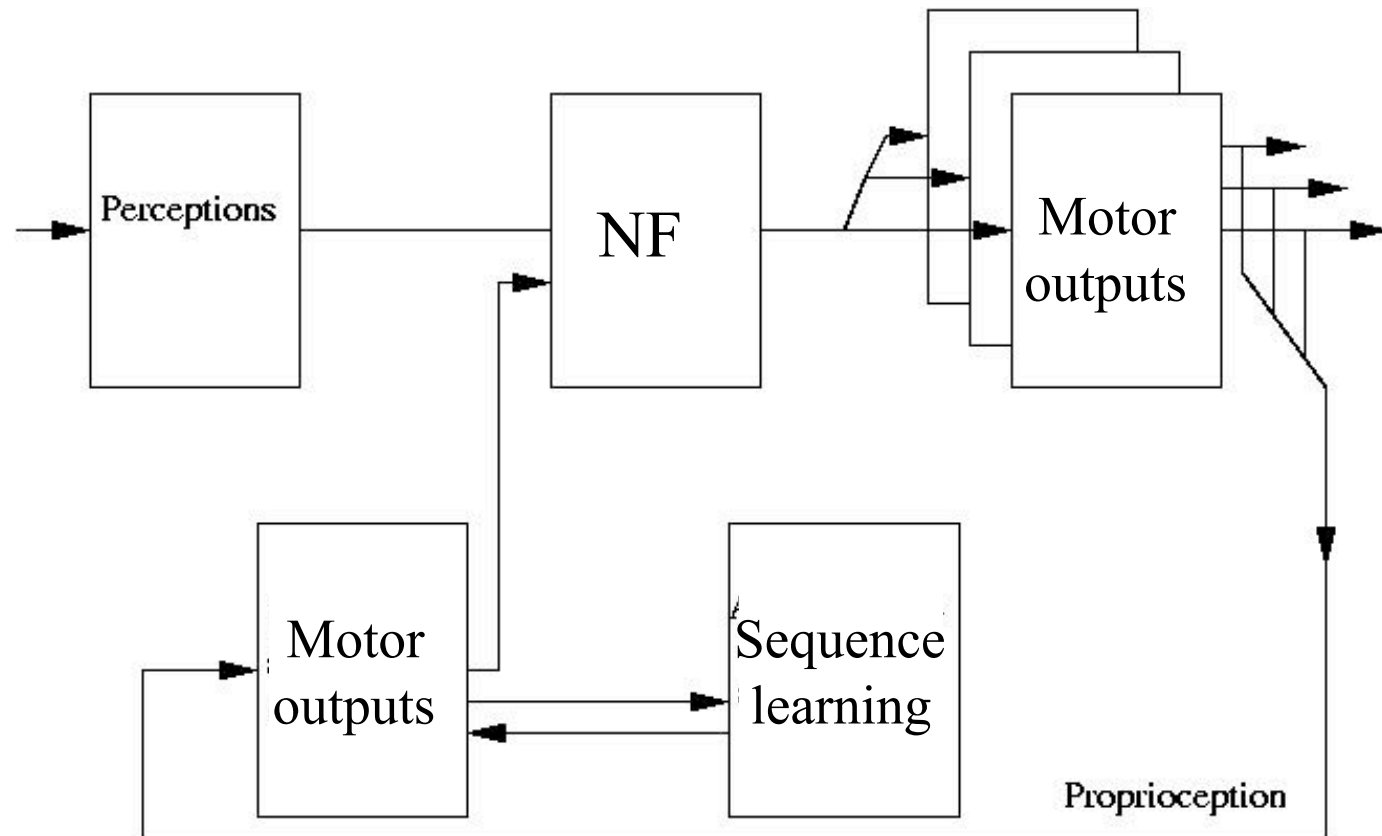 Perceptions
NF
Motor
outputs
Motor
outputs
Sequence
learning
Proprioception